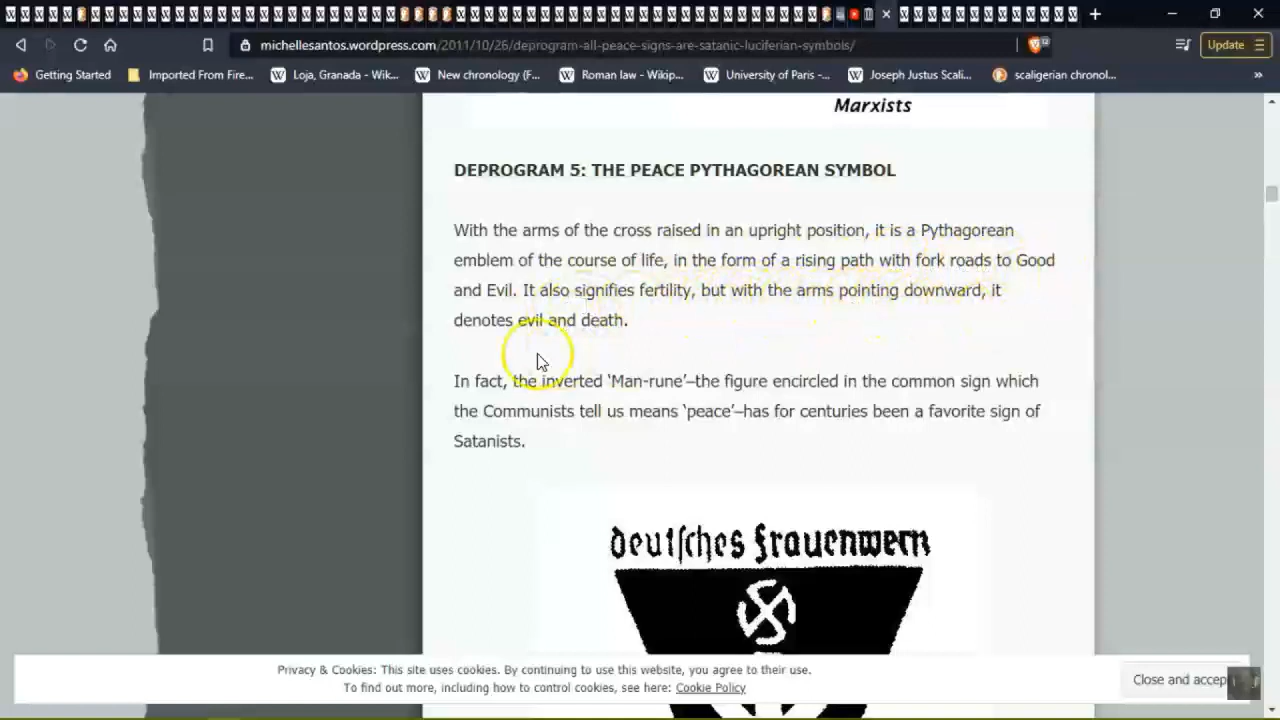 michellesantos.wordpress.com/2011/10/26/deprogram-all-peace-signs-are-satanic-luciferian-symbols/
Update
Getting Started
Imported From Fire...
Loja, Granada - Wik...
New chronology (F...
Roman law - Wikip...
University of Paris -...
Joseph Justus Scali...
scaligerian chronol...
Marxists
DEPROGRAM 5: THE PEACE PYTHAGOREAN SYMBOL
With the arms of the cross raised in an upright position, it is a Pythagorean
emblem of the course of life, in the form of a rising path with fork roads to Good
and Evil. It also signifies fertility, but with the arms pointing downward, it
denotes evil and death.
In fact, the inverted ‘Man-rune’–the figure encircled in the common sign which
the Communists tell us means ‘peace’–has for centuries been a favorite sign of
Satanists.
deutsches Frauenwerk
Privacy & Cookies: This site uses cookies. By continuing to use this website, you agree to their use.
To find out more, including how to control cookies, see here: Cookie Policy
Close and accept